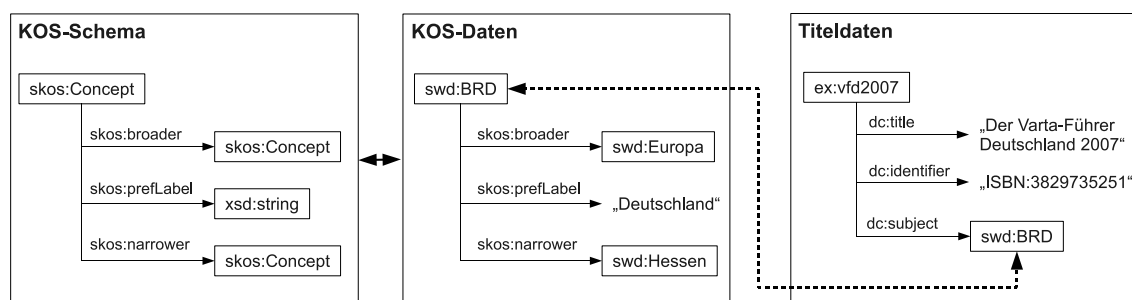 KOS-Schema
skos:Concept
skos:broader
skos:Concept
skos:prefLabel
xsd:string
skos:narrower
skos:Concept
KOS-Daten
swd:BRD
skos:broader
swd:Europa
skos:prefLabel
„Deutschland“
skos:narrower
swd:Hessen
Titeldaten
ex:vfd2007
dc:title
„Der Varta-Führer
Deutschland 2007“
dc:identifier
„ISBN:3829735251“
dc:subject
swd:BRD